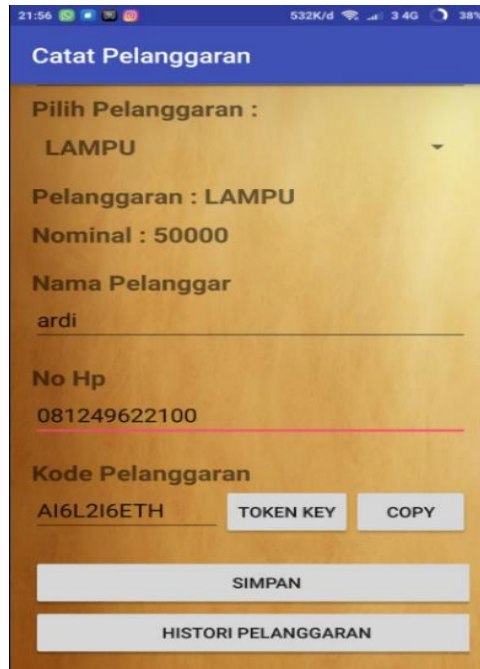 21:56 532K/d 3 4G 38%
Catat Pelanggaran
Pilih Pelanggaran :
LAMPU
Pelanggaran : LAMPU
Nominal : 50000
Nama Pelanggar
ardi
No Hp
081249622100
Kode Pelanggaran
AI6L2I6ETH TOKEN KEY COPY
SIMPAN
HISTORI PELANGGARAN